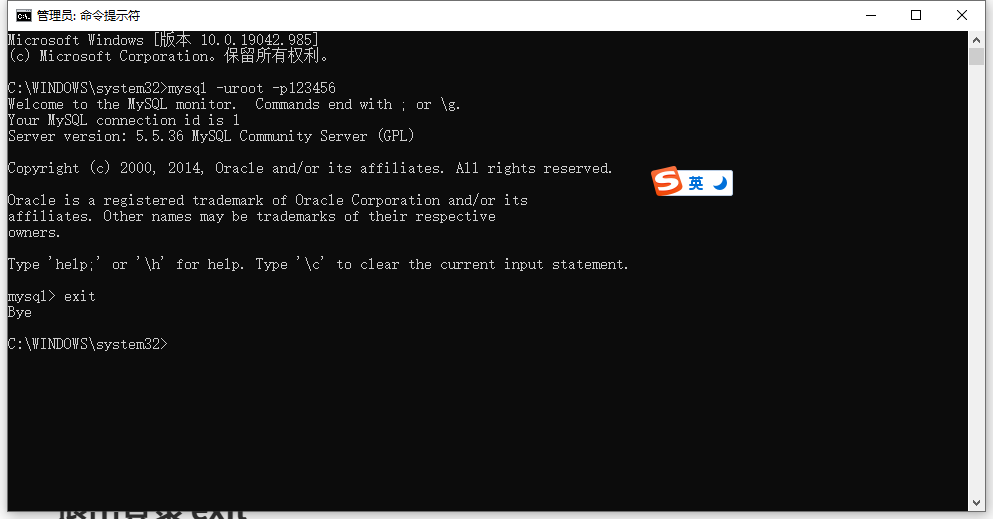 管理员: 命令提示符
Microsoft Windows [版本 10.0.19042.985]
(c) Microsoft Corporation。保留所有权利。
C:\WINDOWS\system32>mysql -uroot -p123456
Welcome to the MySQL monitor.  Commands end with ; or \g.
Your MySQL connection id is 1
Server version: 5.5.36 MySQL Community Server (GPL)
Copyright (c) 2000, 2014, Oracle and/or its affiliates. All rights reserved.
英
Oracle is a registered trademark of Oracle Corporation and/or its
affiliates. Other names may be trademarks of their respective
owners.
Type 'help;' or '\h' for help. Type '\c' to clear the current input statement.
mysql> exit
Bye
C:\WINDOWS\system32>
exit